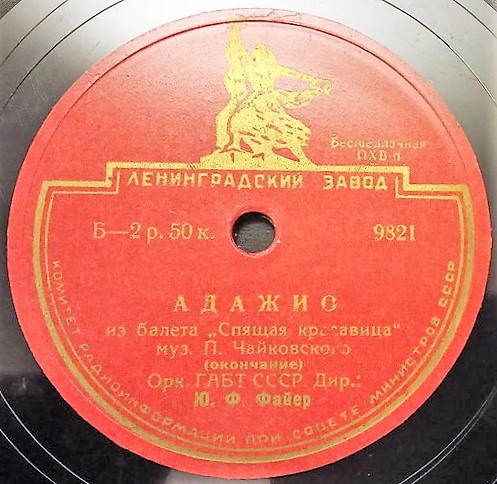 Бесшеллачная
ПХВ-п
ЛЕНИНГРАДСКИЙ ЗАВОД
Б—2 р. 50 к.
9821
АДАЖИО
из балета „Спящая красавица“
муз. П. Чайковского
(окончание)
Орк. ГАБТ СССР. Дир.:
Ю. Ф. Файер
КОМИТЕТ РАДИОИНФОРМАЦИИ ПРИ СОВЕТЕ МИНИСТРОВ СССР